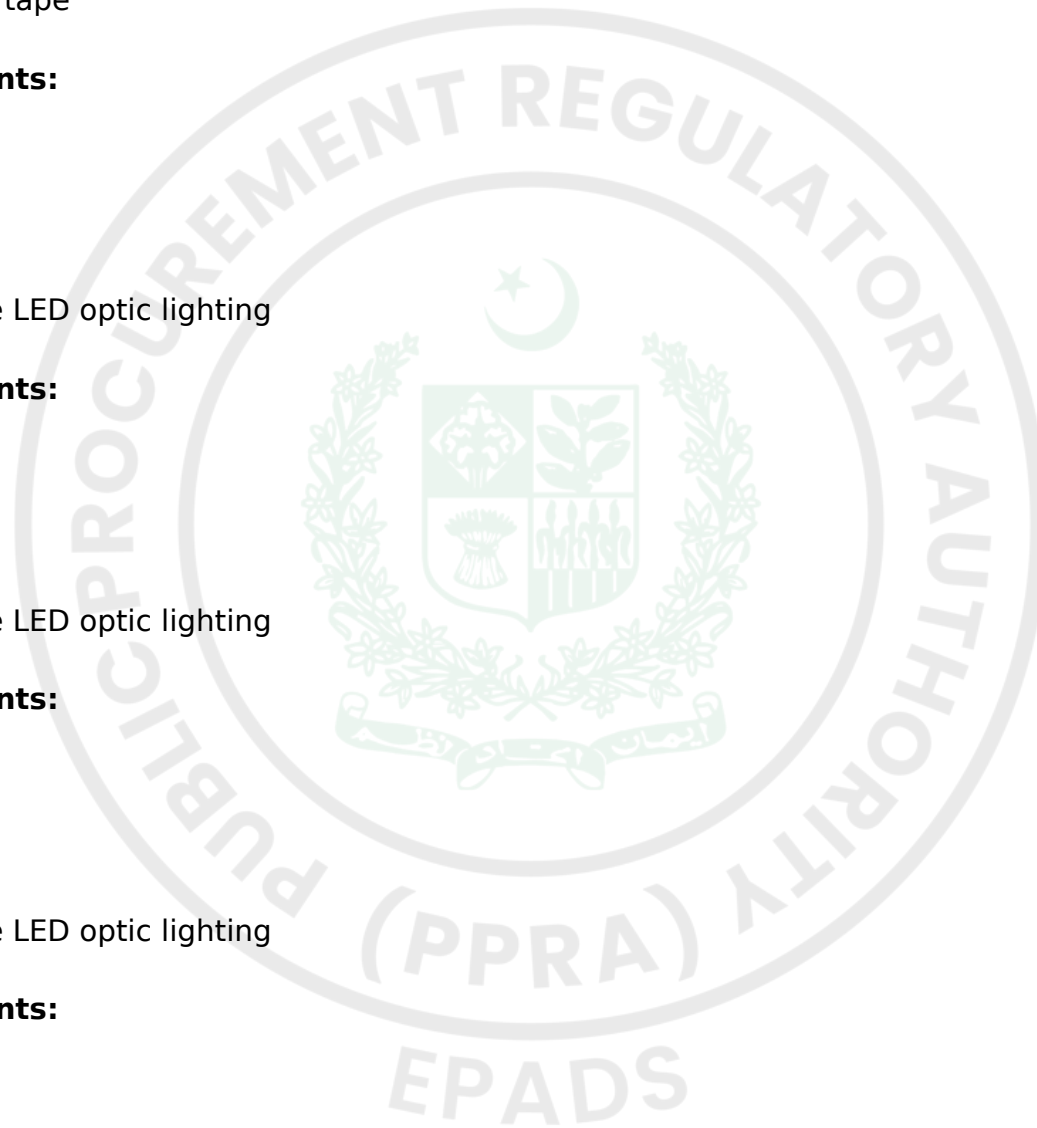 tape
nts:
e LED optic lighting
nts:
e LED optic lighting
nts:
e LED optic lighting
nts:
PUBLIC PROCUREMENT REGULATORY AUTHORITY
(PPRA)
EPADS